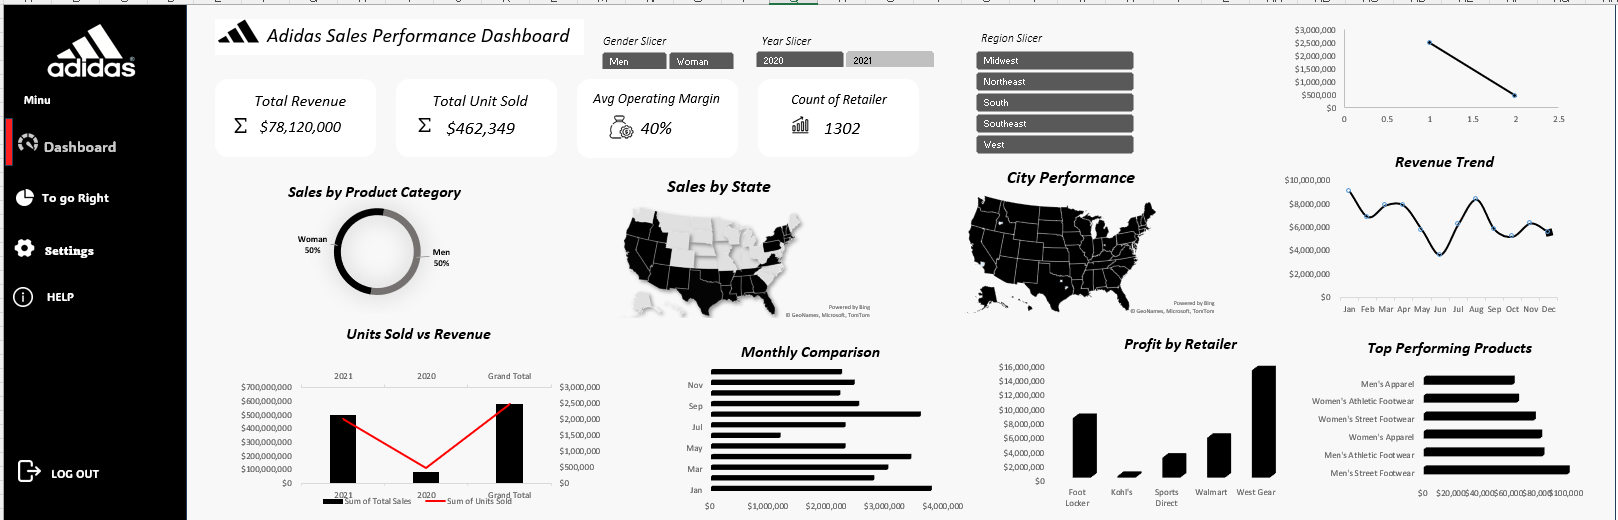 adidas
Minu
Dashboard
To go Right
Settings
HELP
LOG OUT
Adidas Sales Performance Dashboard
Gender Slicer
Men
Woman
Year Slicer
2020
2021
Region Slicer
Midwest
Northeast
South
Southeast
West
Total Revenue
Σ $78,120,000
Total Unit Sold
Σ $462,349
Avg Operating Margin
40%
Count of Retailer
1302
$3,000,000
$2,500,000
$2,000,000
$1,500,000
$1,000,000
$500,000
$0
0 0.5 1 1.5 2 2.5
Sales by Product Category
Woman
50%
Men
50%
Sales by State
Powered by Bing
© GeoNames, Microsoft, TomTom
City Performance
Powered by Bing
© GeoNames, Microsoft, TomTom
Revenue Trend
$10,000,000
$8,000,000
$6,000,000
$4,000,000
$2,000,000
$0
Jan Feb Mar Apr May Jun Jul Aug Sep Oct Nov Dec
Units Sold vs Revenue
2021 2020 Grand Total
$700,000,000
$600,000,000
$500,000,000
$400,000,000
$300,000,000
$200,000,000
$100,000,000
$0
$3,000,000
$2,500,000
$2,000,000
$1,500,000
$1,000,000
$500,000
$0
2021 2020 Grand Total
Sum of Total Sales
Sum of Units Sold
Monthly Comparison
Nov
Sep
Jul
May
Mar
Jan
$0 $1,000,000 $2,000,000 $3,000,000 $4,000,000
Profit by Retailer
$16,000,000
$14,000,000
$12,000,000
$10,000,000
$8,000,000
$6,000,000
$4,000,000
$2,000,000
$0
Foot Locker
Kohl's
Sports Direct
Walmart
West Gear
Top Performing Products
Men's Apparel
Women's Athletic Footwear
Women's Street Footwear
Women's Apparel
Men's Athletic Footwear
Men's Street Footwear
$0 $20,000 $40,000 $60,000 $80,000 $100,000